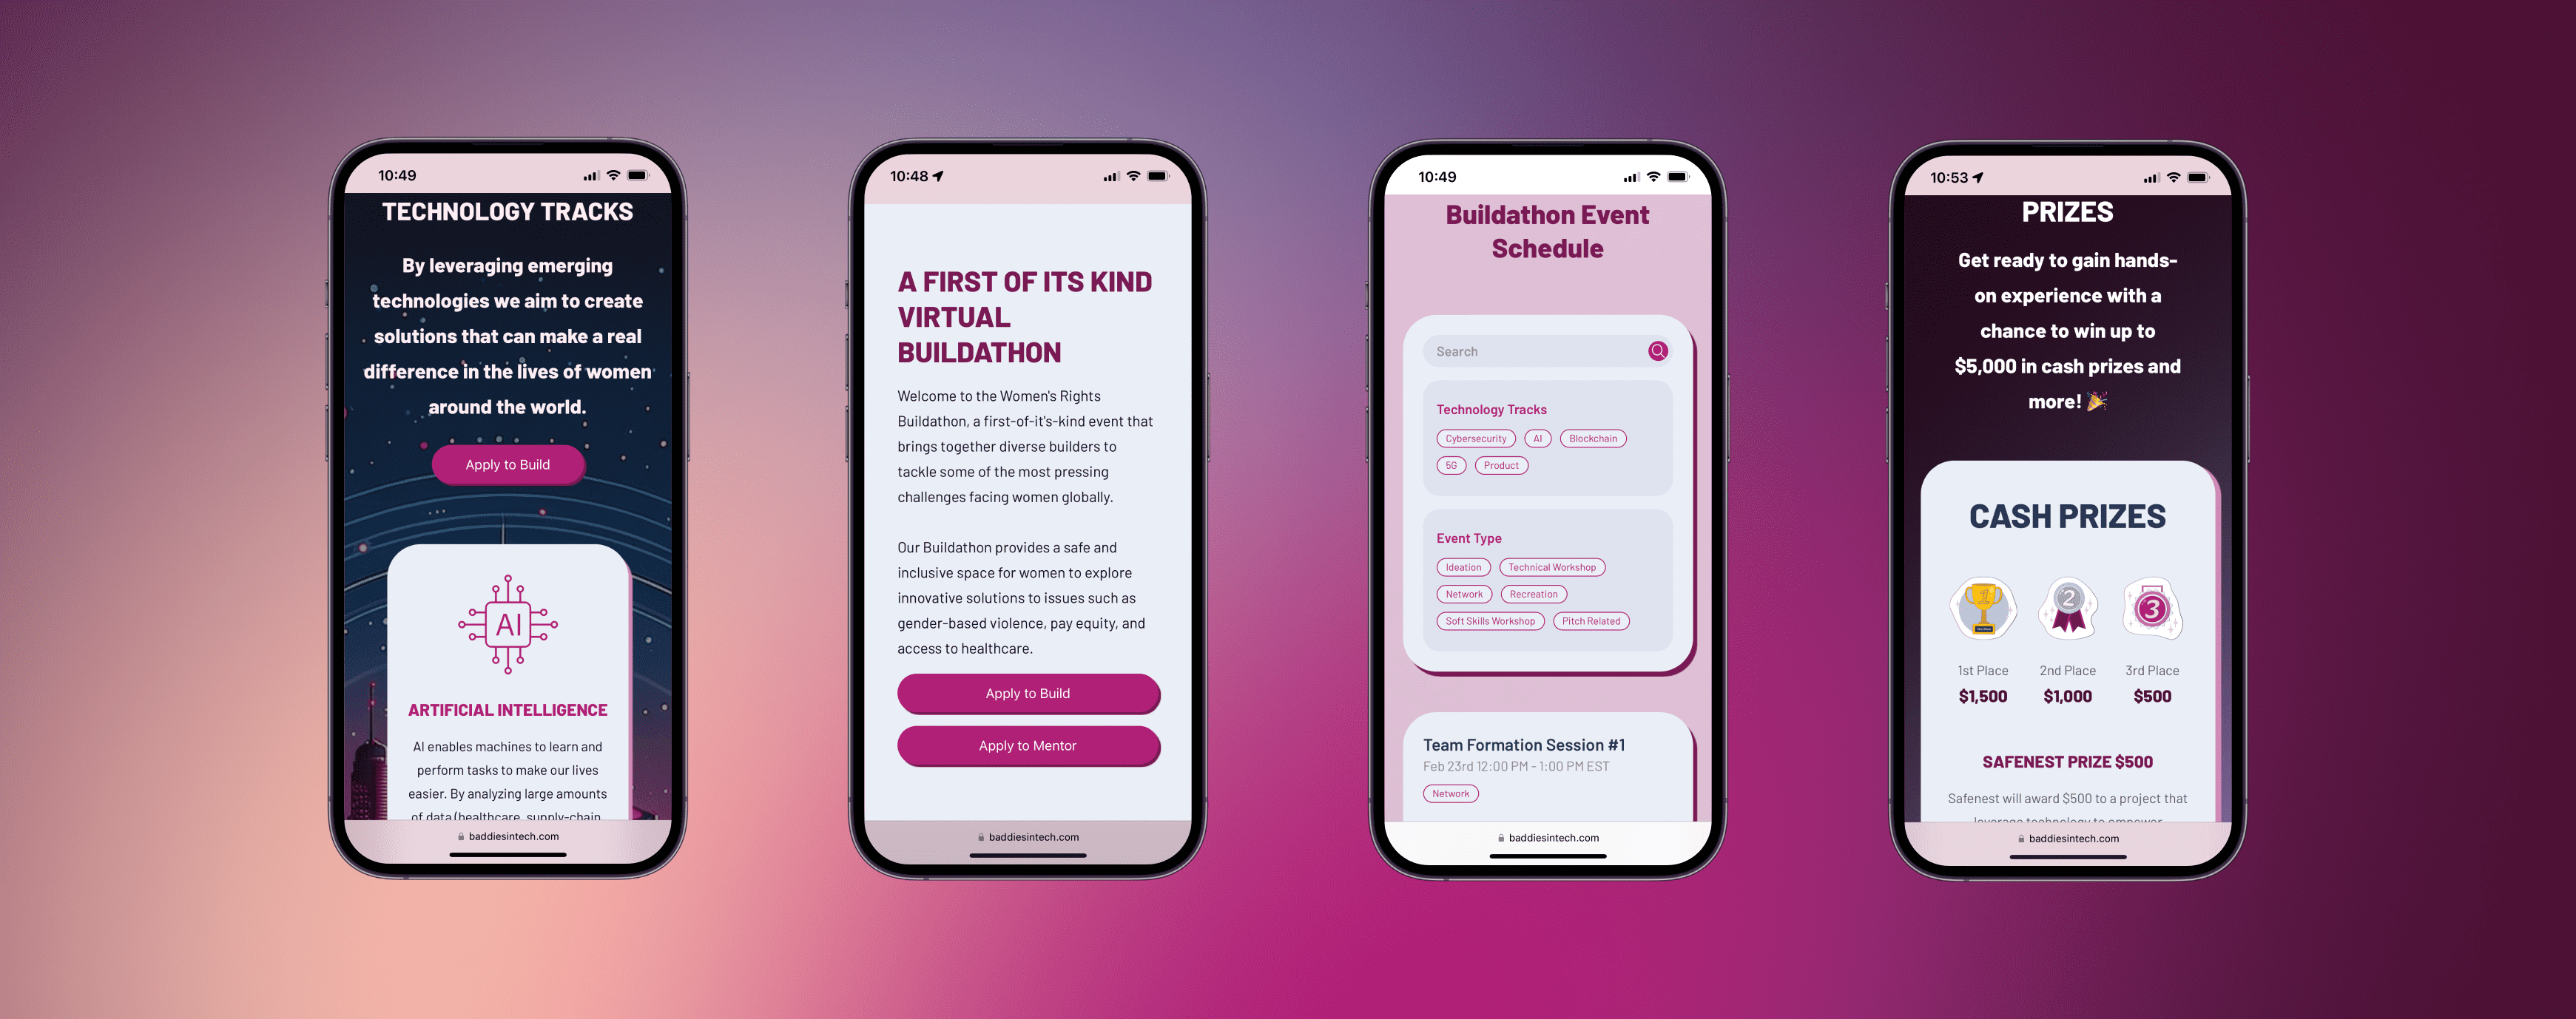 10:49
TECHNOLOGY TRACKS
By leveraging emerging
technologies we aim to create
solutions that can make a real
difference in the lives of women
around the world.
Apply to Build
AI
ARTIFICIAL INTELLIGENCE
AI enables machines to learn and
perform tasks to make our lives
easier. By analyzing large amounts
of data (healthcare, supply-chain,
baddiesintech.com
10:48
A FIRST OF ITS KIND
VIRTUAL
BUILDATHON
Welcome to the Women's Rights
Buildathon, a first-of-it's-kind event that
brings together diverse builders to
tackle some of the most pressing
challenges facing women globally.
Our Buildathon provides a safe and
inclusive space for women to explore
innovative solutions to issues such as
gender-based violence, pay equity, and
access to healthcare.
Apply to Build
Apply to Mentor
baddiesintech.com
10:49
Buildathon Event
Schedule
Search
Technology Tracks
Cybersecurity AI Blockchain
5G Product
Event Type
Ideation Technical Workshop
Network Recreation
Soft Skills Workshop Pitch Related
Team Formation Session #1
Feb 23rd 12:00 PM - 1:00 PM EST
Network
baddiesintech.com
10:53
PRIZES
Get ready to gain hands-
on experience with a
chance to win up to
$5,000 in cash prizes and
more! 🎉
CASH PRIZES
1 2 3
1st Place 2nd Place 3rd Place
$1,500 $1,000 $500
SAFENEST PRIZE $500
Safenest will award $500 to a project that
leverage technology to empower
baddiesintech.com